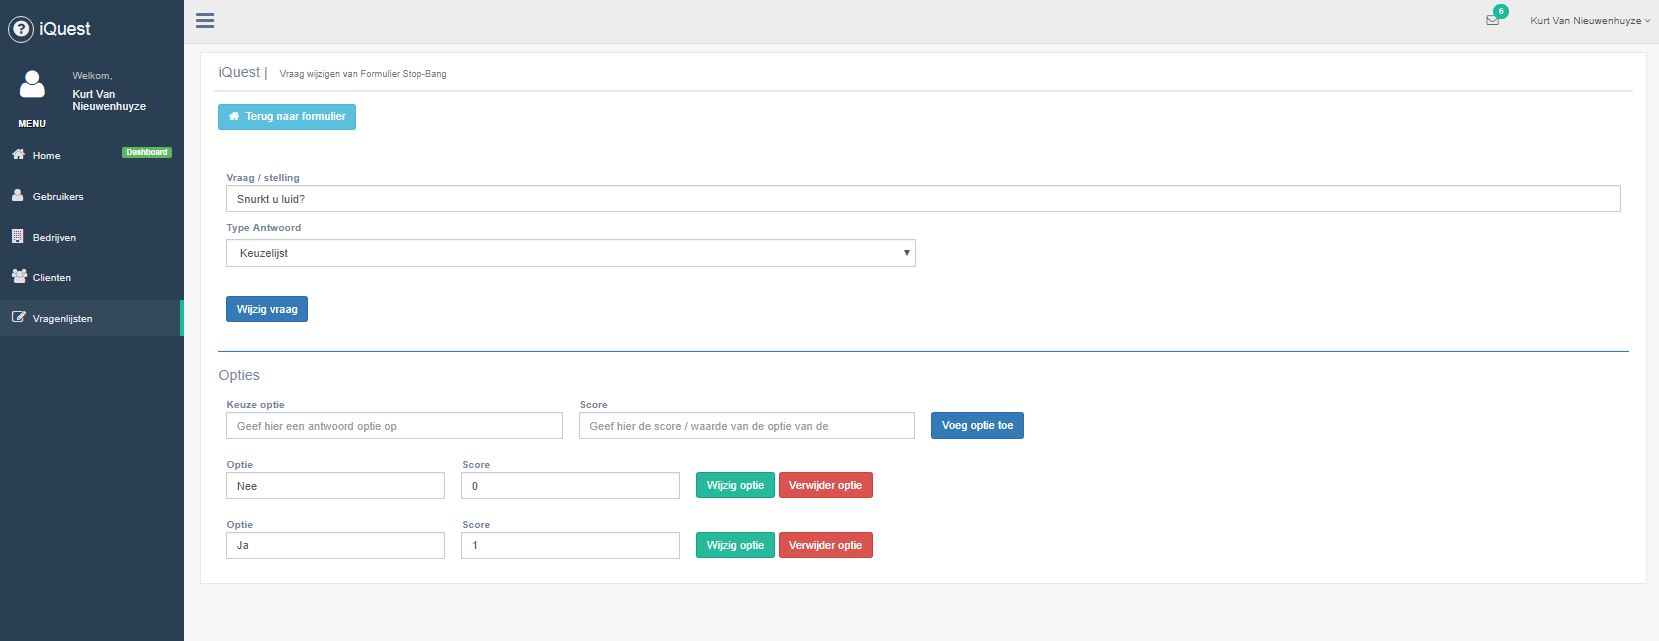 iQuest
6
Kurt Van Nieuwenhuyze
Welkom,
Kurt Van
Nieuwenhuyze
MENU
Home
Dashboard
Gebruikers
Bedrijven
Clienten
Vragenlijsten
iQuest | Vraag wijzigen van Formulier Stop-Bang
Terug naar formulier
Vraag / stelling
Snurkt u luid?
Type Antwoord
Keuzelijst
Wijzig vraag
Opties
Keuze optie Score
Geef hier een antwoord optie op Geef hier de score / waarde van de optie van de Voeg optie toe
Optie Score
Nee 0 Wijzig optie Verwijder optie
Optie Score
Ja 1 Wijzig optie Verwijder optie